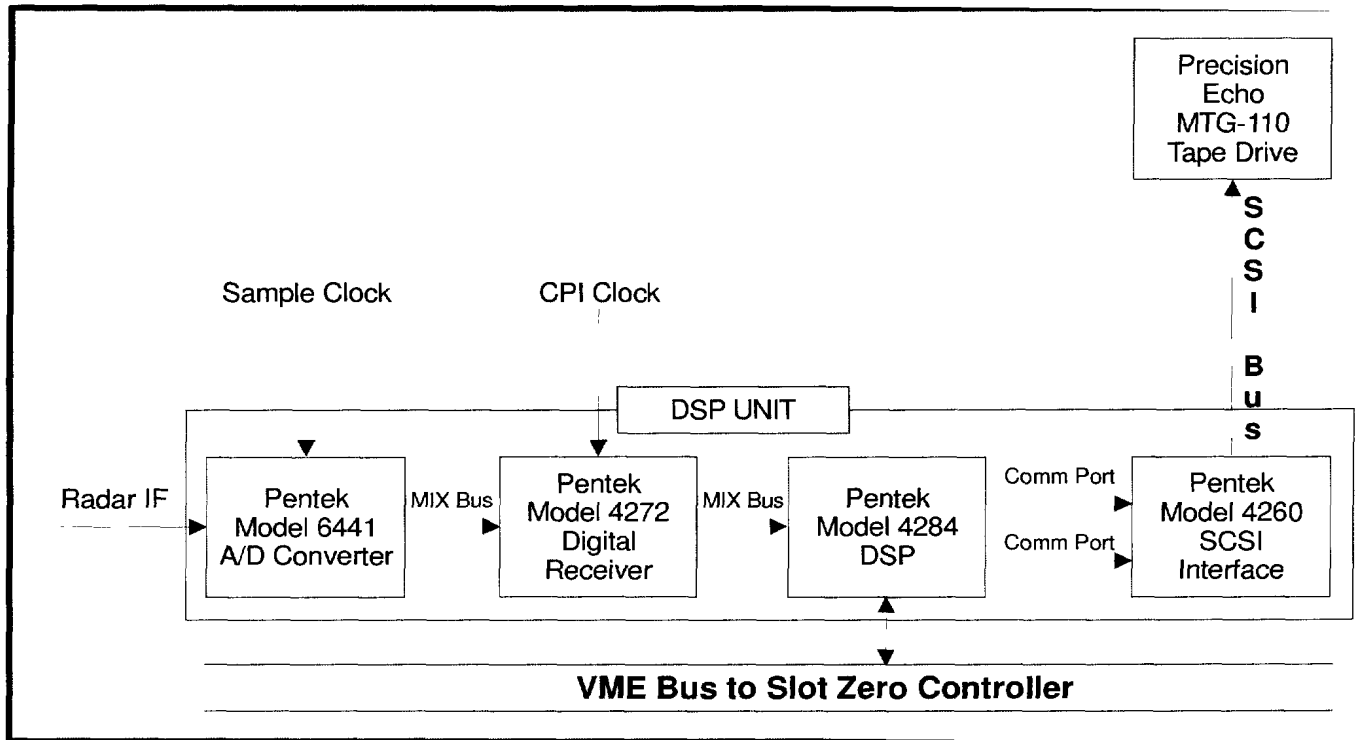 Precision
Echo
MTG-110
Tape Drive
SCSI Bus
Sample Clock
CPI Clock
DSP UNIT
Radar IF
Pentek
Model 6441
A/D Converter
MIX Bus
Pentek
Model 4272
Digital
Receiver
MIX Bus
Pentek
Model 4284
DSP
Comm Port
Comm Port
Pentek
Model 4260
SCSI
Interface
VME Bus to Slot Zero Controller